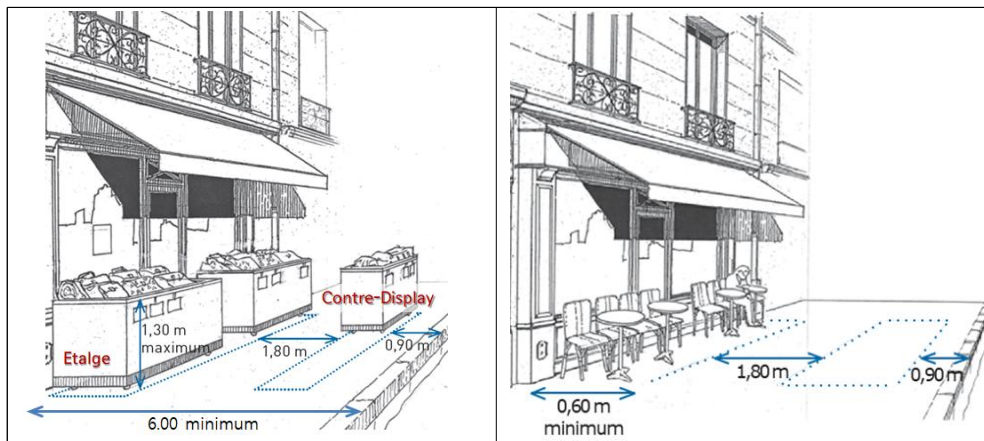 Etalge
1,30 m
maximum
Contre-Display
1,80 m
0,90 m
6.00 minimum
0,60 m
minimum
1,80 m
0,90 m